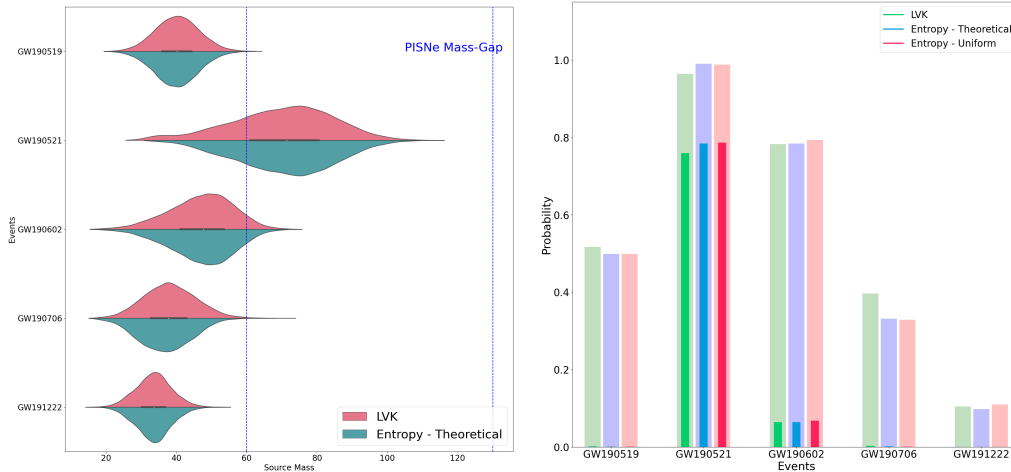 PISNe Mass-Gap
GW190519
GW190521
GW190602
GW190706
GW191222
Events
20
40
60
80
100
120
Source Mass
LVK
Entropy - Theoretical
LVK
Entropy - Theoretical
Entropy - Uniform
1.0
0.8
0.6
0.4
0.2
0.0
Probability
GW190519 GW190521 GW190602 GW190706 GW191222
Events